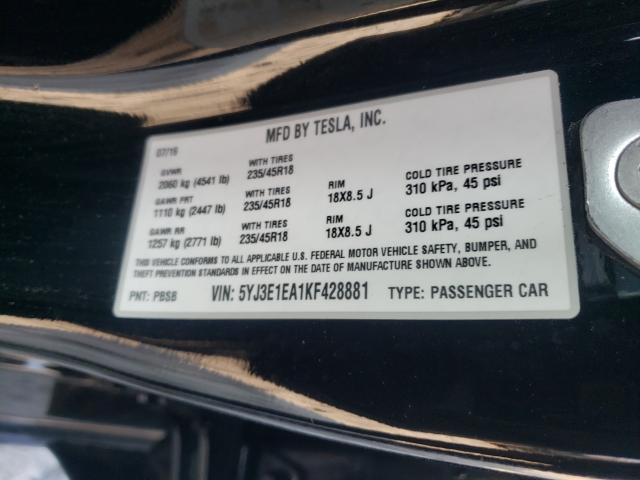 MFD BY TESLA, INC.
07/19
GVWR
2060 kg (4541 lb)
WITH TIRES
235/45R18
GAWR FRT
1110 kg (2447 lb)
WITH TIRES
235/45R18
RIM
18X8.5 J
COLD TIRE PRESSURE
310 kPa, 45 psi
GAWR RR
1257 kg (2771 lb)
WITH TIRES
235/45R18
RIM
18X8.5 J
COLD TIRE PRESSURE
310 kPa, 45 psi
THIS VEHICLE CONFORMS TO ALL APPLICABLE U.S. FEDERAL MOTOR VEHICLE SAFETY, BUMPER, AND
THEFT PREVENTION STANDARDS IN EFFECT ON THE DATE OF MANUFACTURE SHOWN ABOVE.
PNT: PBSB
VIN: 5YJ3E1EA1KF428881
TYPE: PASSENGER CAR